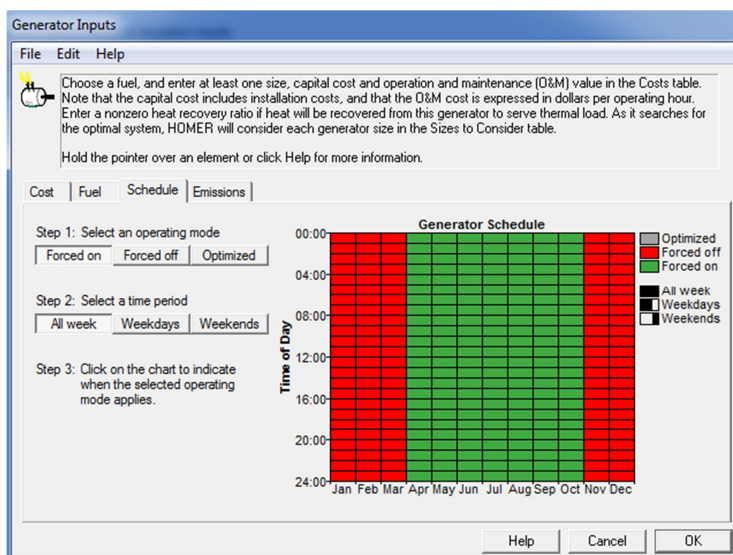 Generator Inputs
File Edit Help
Choose a fuel, and enter at least one size, capital cost and operation and maintenance (O&M) value in the Costs table.
Note that the capital cost includes installation costs, and that the O&M cost is expressed in dollars per operating hour.
Enter a nonzero heat recovery ratio if heat will be recovered from this generator to serve thermal load. As it searches for
the optimal system, HOMER will consider each generator size in the Sizes to Consider table.
Hold the pointer over an element or click Help for more information.
Cost Fuel Schedule Emissions
Step 1: Select an operating mode
Forced on Forced off Optimized
Step 2: Select a time period
All week Weekdays Weekends
Step 3: Click on the chart to indicate
when the selected operating
mode applies.
Generator Schedule
Time of Day
00:00
04:00
08:00
12:00
16:00
20:00
24:00
Jan Feb Mar Apr May Jun Jul Aug Sep Oct Nov Dec
Optimized
Forced off
Forced on
All week
Weekdays
Weekends
Help Cancel OK